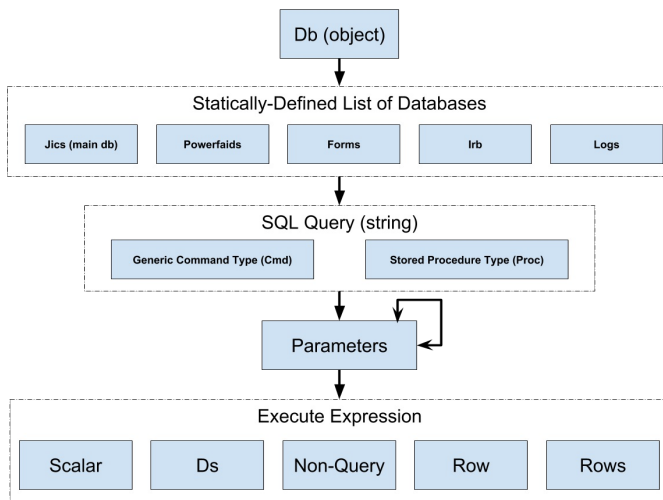 Db (object)
Statically-Defined List of Databases
Jics (main db)
Powerfaids
Forms
Irb
Logs
SQL Query (string)
Generic Command Type (Cmd)
Stored Procedure Type (Proc)
Parameters
Execute Expression
Scalar
Ds
Non-Query
Row
Rows